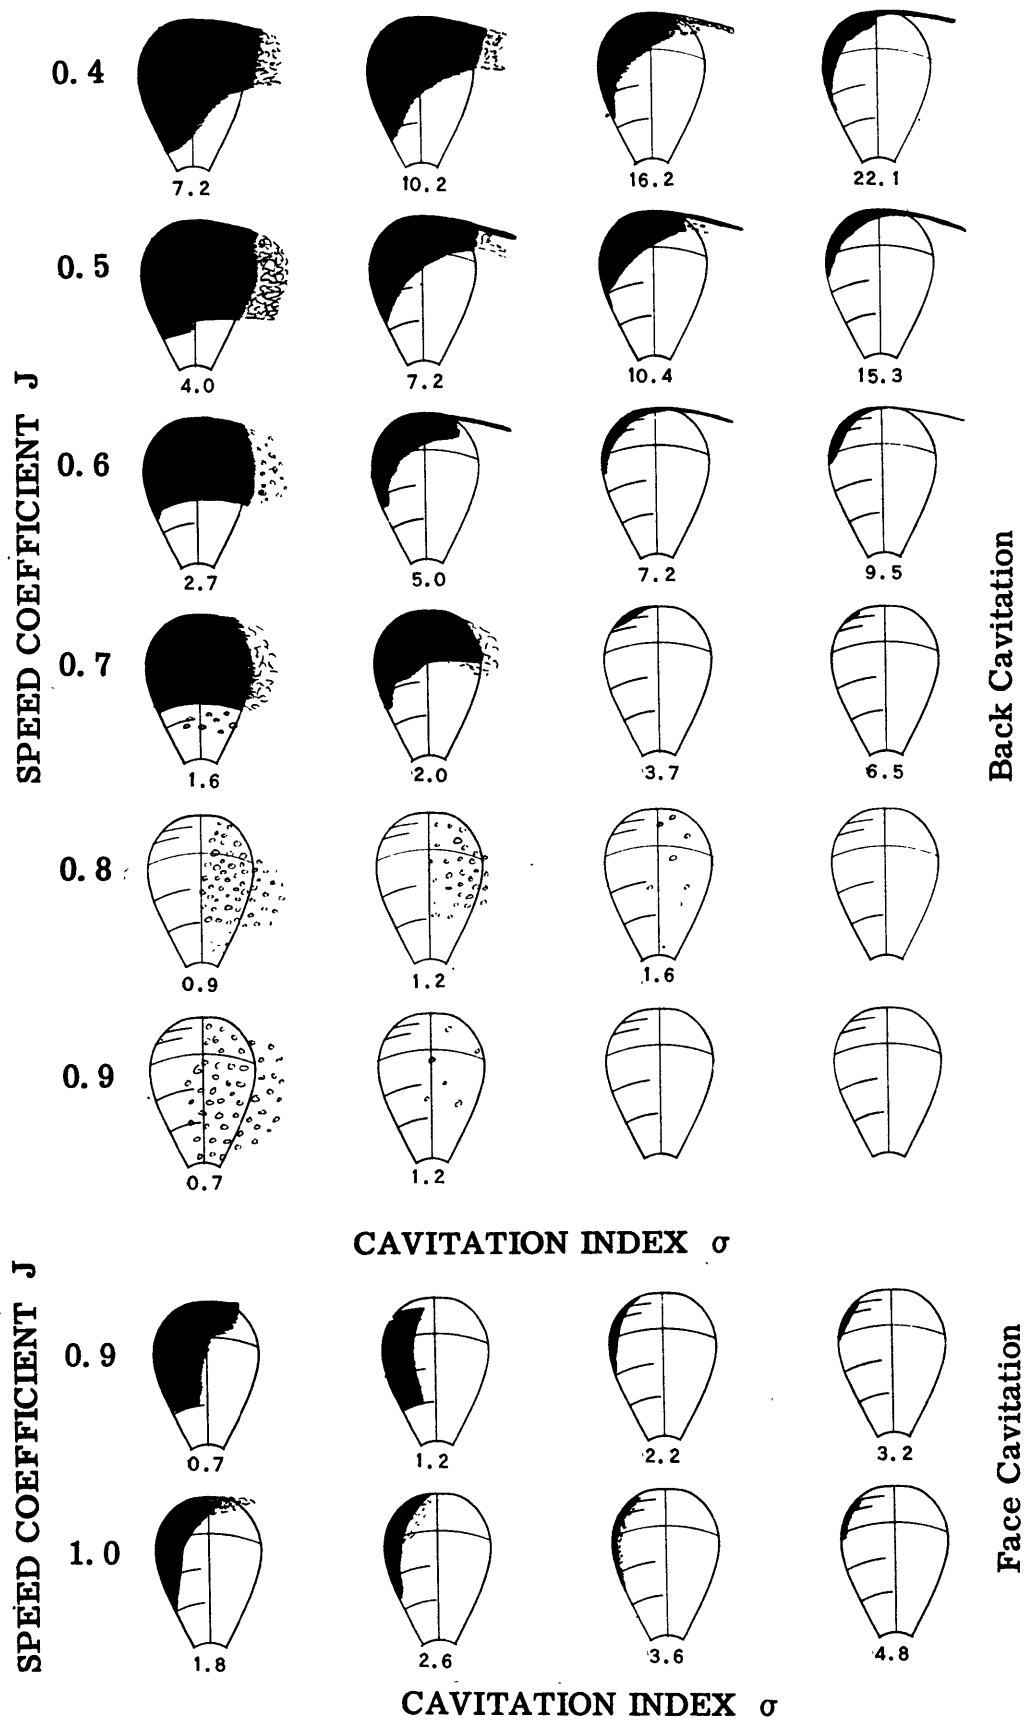 0.4
7.2 10.2 16.2 22.1
0.5
4.0 7.2 10.4 15.3
SPEED COEFFICIENT J
0.6
2.7 5.0 7.2 9.5
Back Cavitation
0.7
1.6 2.0 3.7 6.5
0.8
0.9 1.2 1.6
0.9
0.7 1.2
CAVITATION INDEX σ
SPEED COEFFICIENT J
0.9
0.7 1.2 2.2 3.2
Face Cavitation
1.0
1.8 2.6 3.6 4.8
CAVITATION INDEX σ